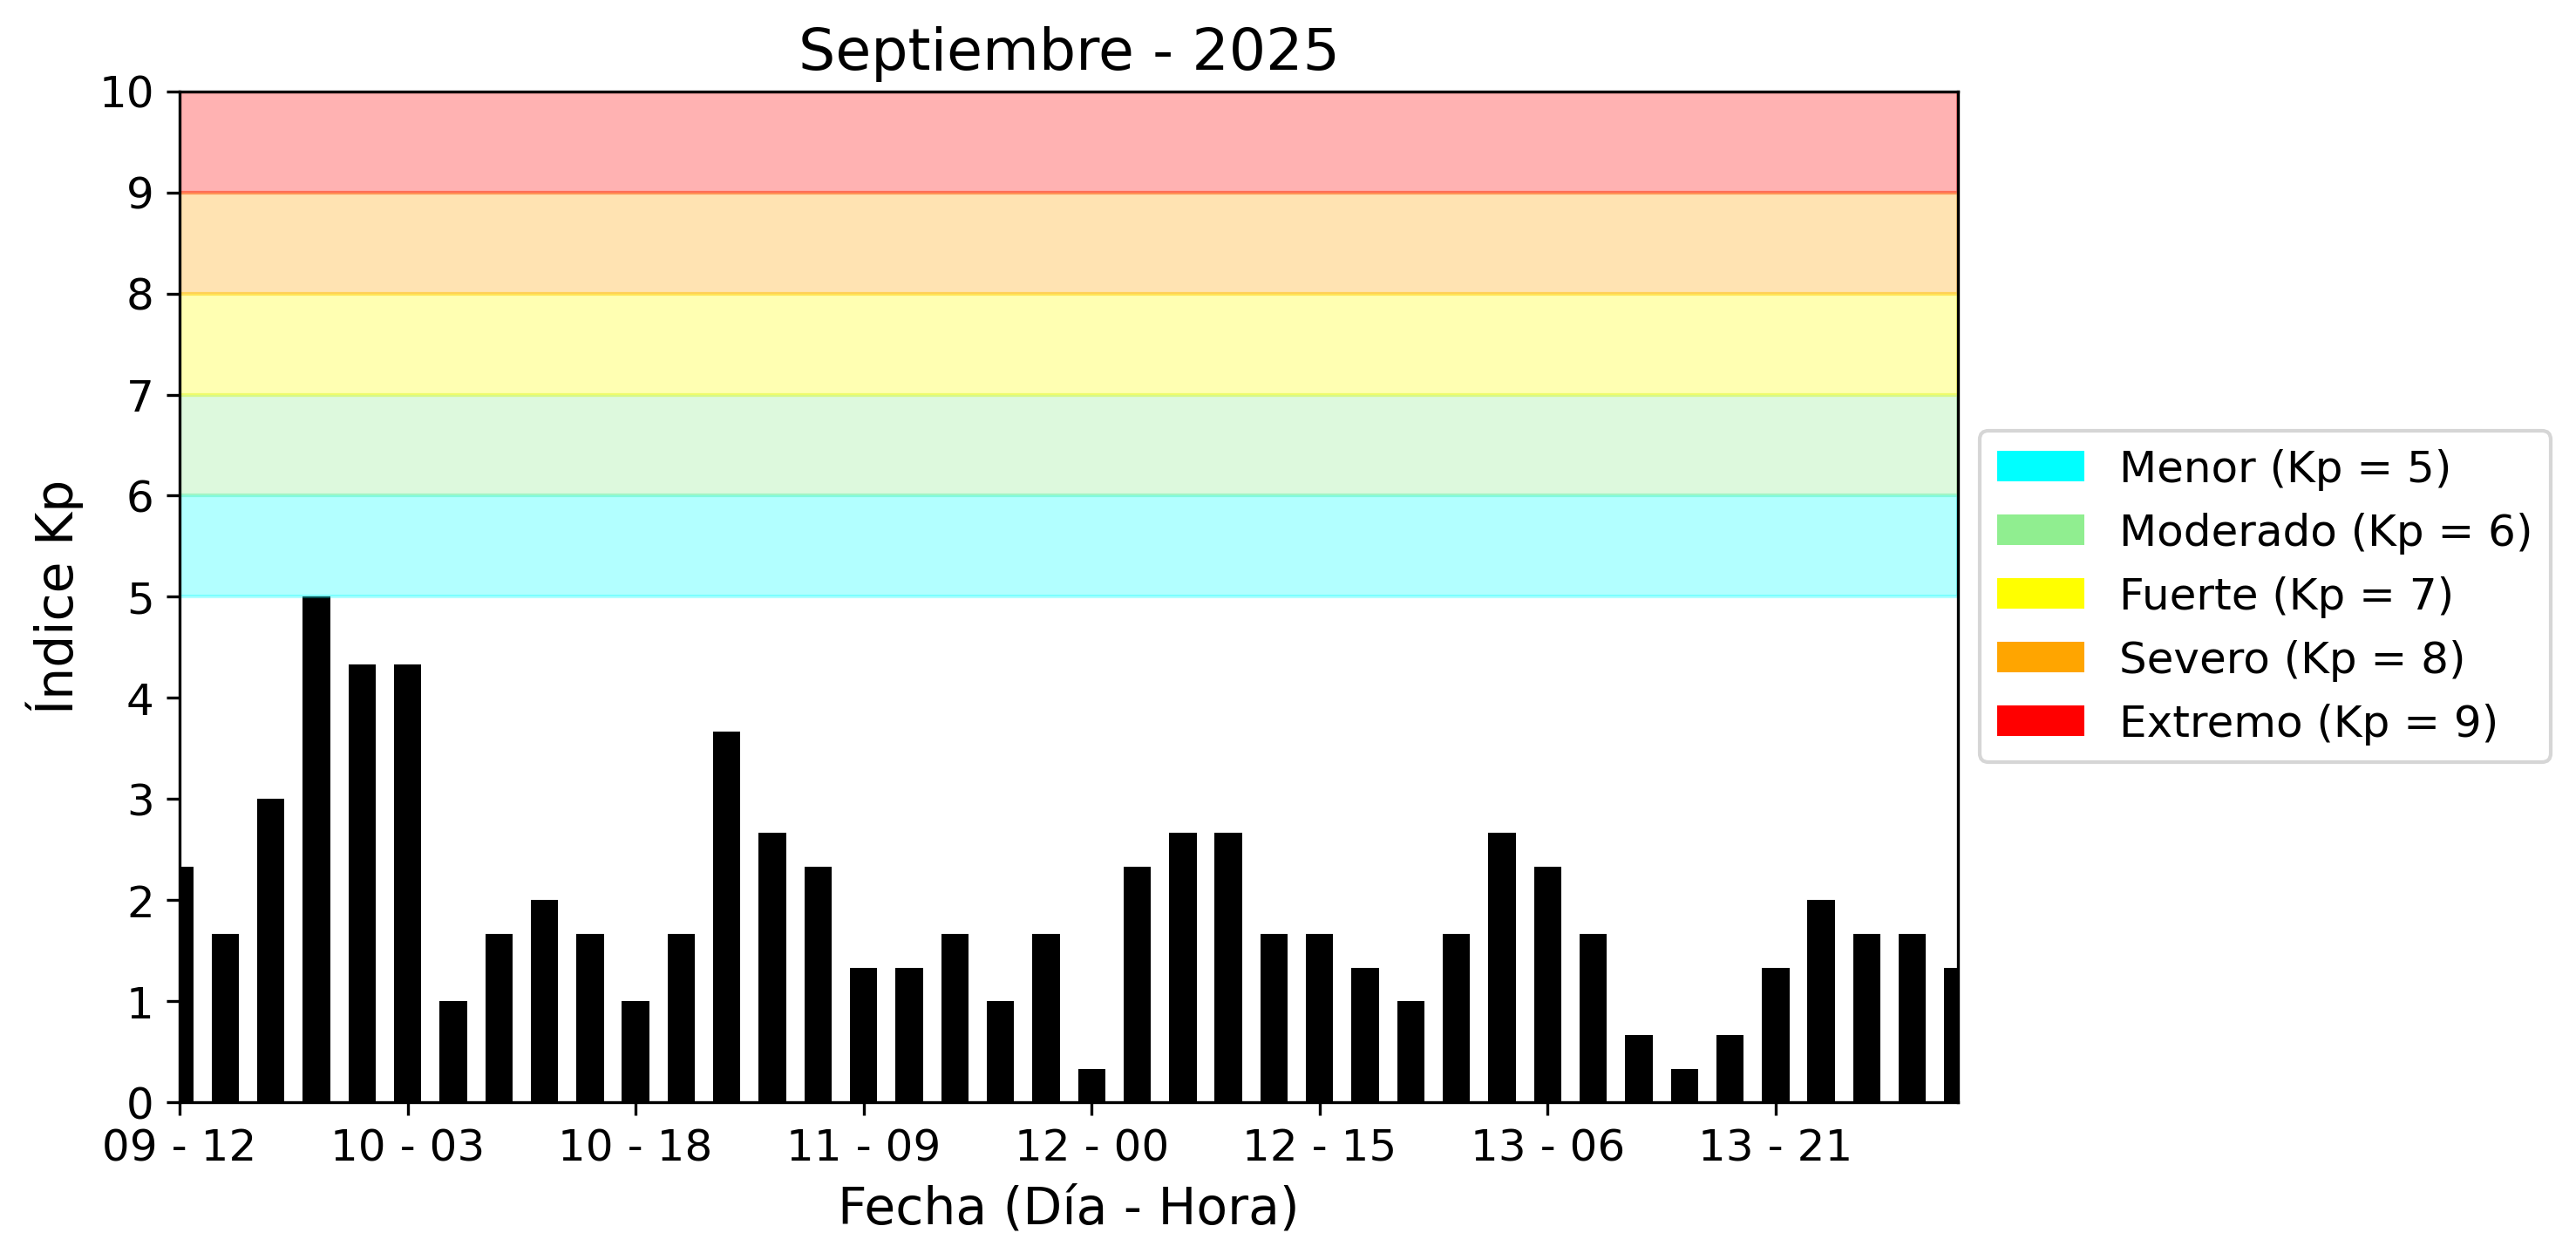 Septiembre - 2025
10
9
8
7
6
5
4
3
2
1
0
Índice Kp
09 - 12
10 - 03
10 - 18
11 - 09
12 - 00
12 - 15
13 - 06
13 - 21
Fecha (Día - Hora)
Menor (Kp = 5)
Moderado (Kp = 6)
Fuerte (Kp = 7)
Severo (Kp = 8)
Extremo (Kp = 9)